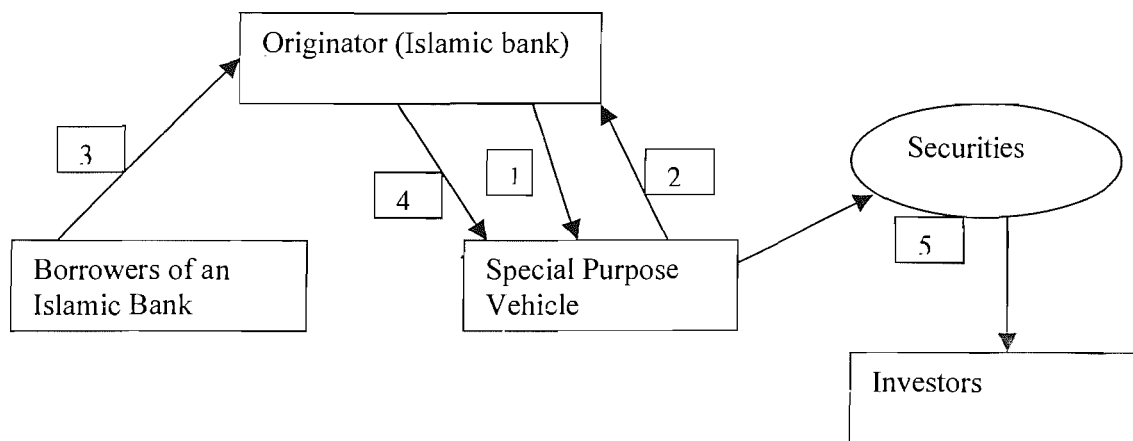 Originator (Islamic bank)
3
4
1
2
Securities
5
Borrowers of an
Islamic Bank
Special Purpose
Vehicle
Investors